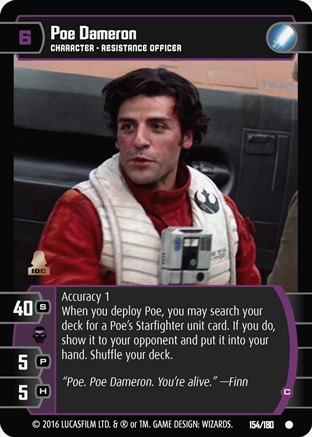 6
Poe Dameron
CHARACTER - RESISTANCE OFFICER
IDC
40 S
5 P
5 H
Accuracy 1
When you deploy Poe, you may search your
deck for a Poe's Starfighter unit card. If you do,
show it to your opponent and put it into your
hand. Shuffle your deck.
"Poe. Poe Dameron. You're alive." —Finn
C
© 2016 LUCASFILM LTD. & ® or TM. GAME DESIGN: WIZARDS.
154/180